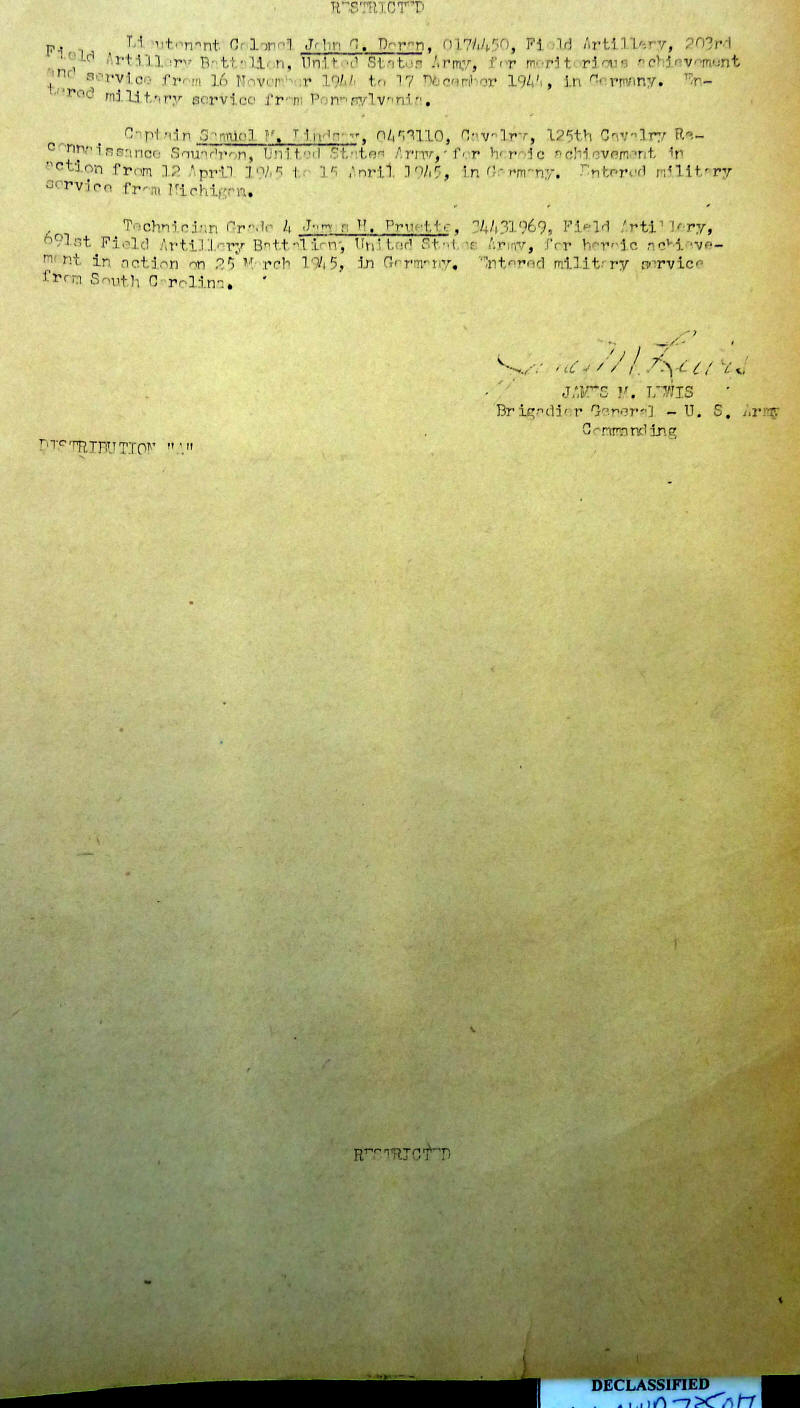 RESTRICTED
Lieutenant Colonel John C. Doran, 0174450, Field Artillery, 203rd
Field Artillery Battalion, United States Army, for meritorious achievement
and service from 16 November 1944 to 17 December 1944, in Germany. En-
tered military service from Pennsylvania.
Captain Samuel M. Lindsay, 0459110, Cavalry, 125th Cavalry Re-
connaissance Squadron, United States Army, for heroic achievement in
action from 12 April 1945 to 15 April 1945, in Germany. Entered military
service from Michigan.
Technician Grade 4 James H. Pruette, 34431969, Field Artillery,
691st Field Artillery Battalion, United States Army, for heroic achieve-
ment in action on 25 March 1945, in Germany. Entered military service
from South Carolina.
JAMES M. LEWIS
Brigadier General - U. S. Army
Commanding
DISTRIBUTION "A"
RESTRICTED
DECLASSIFIED